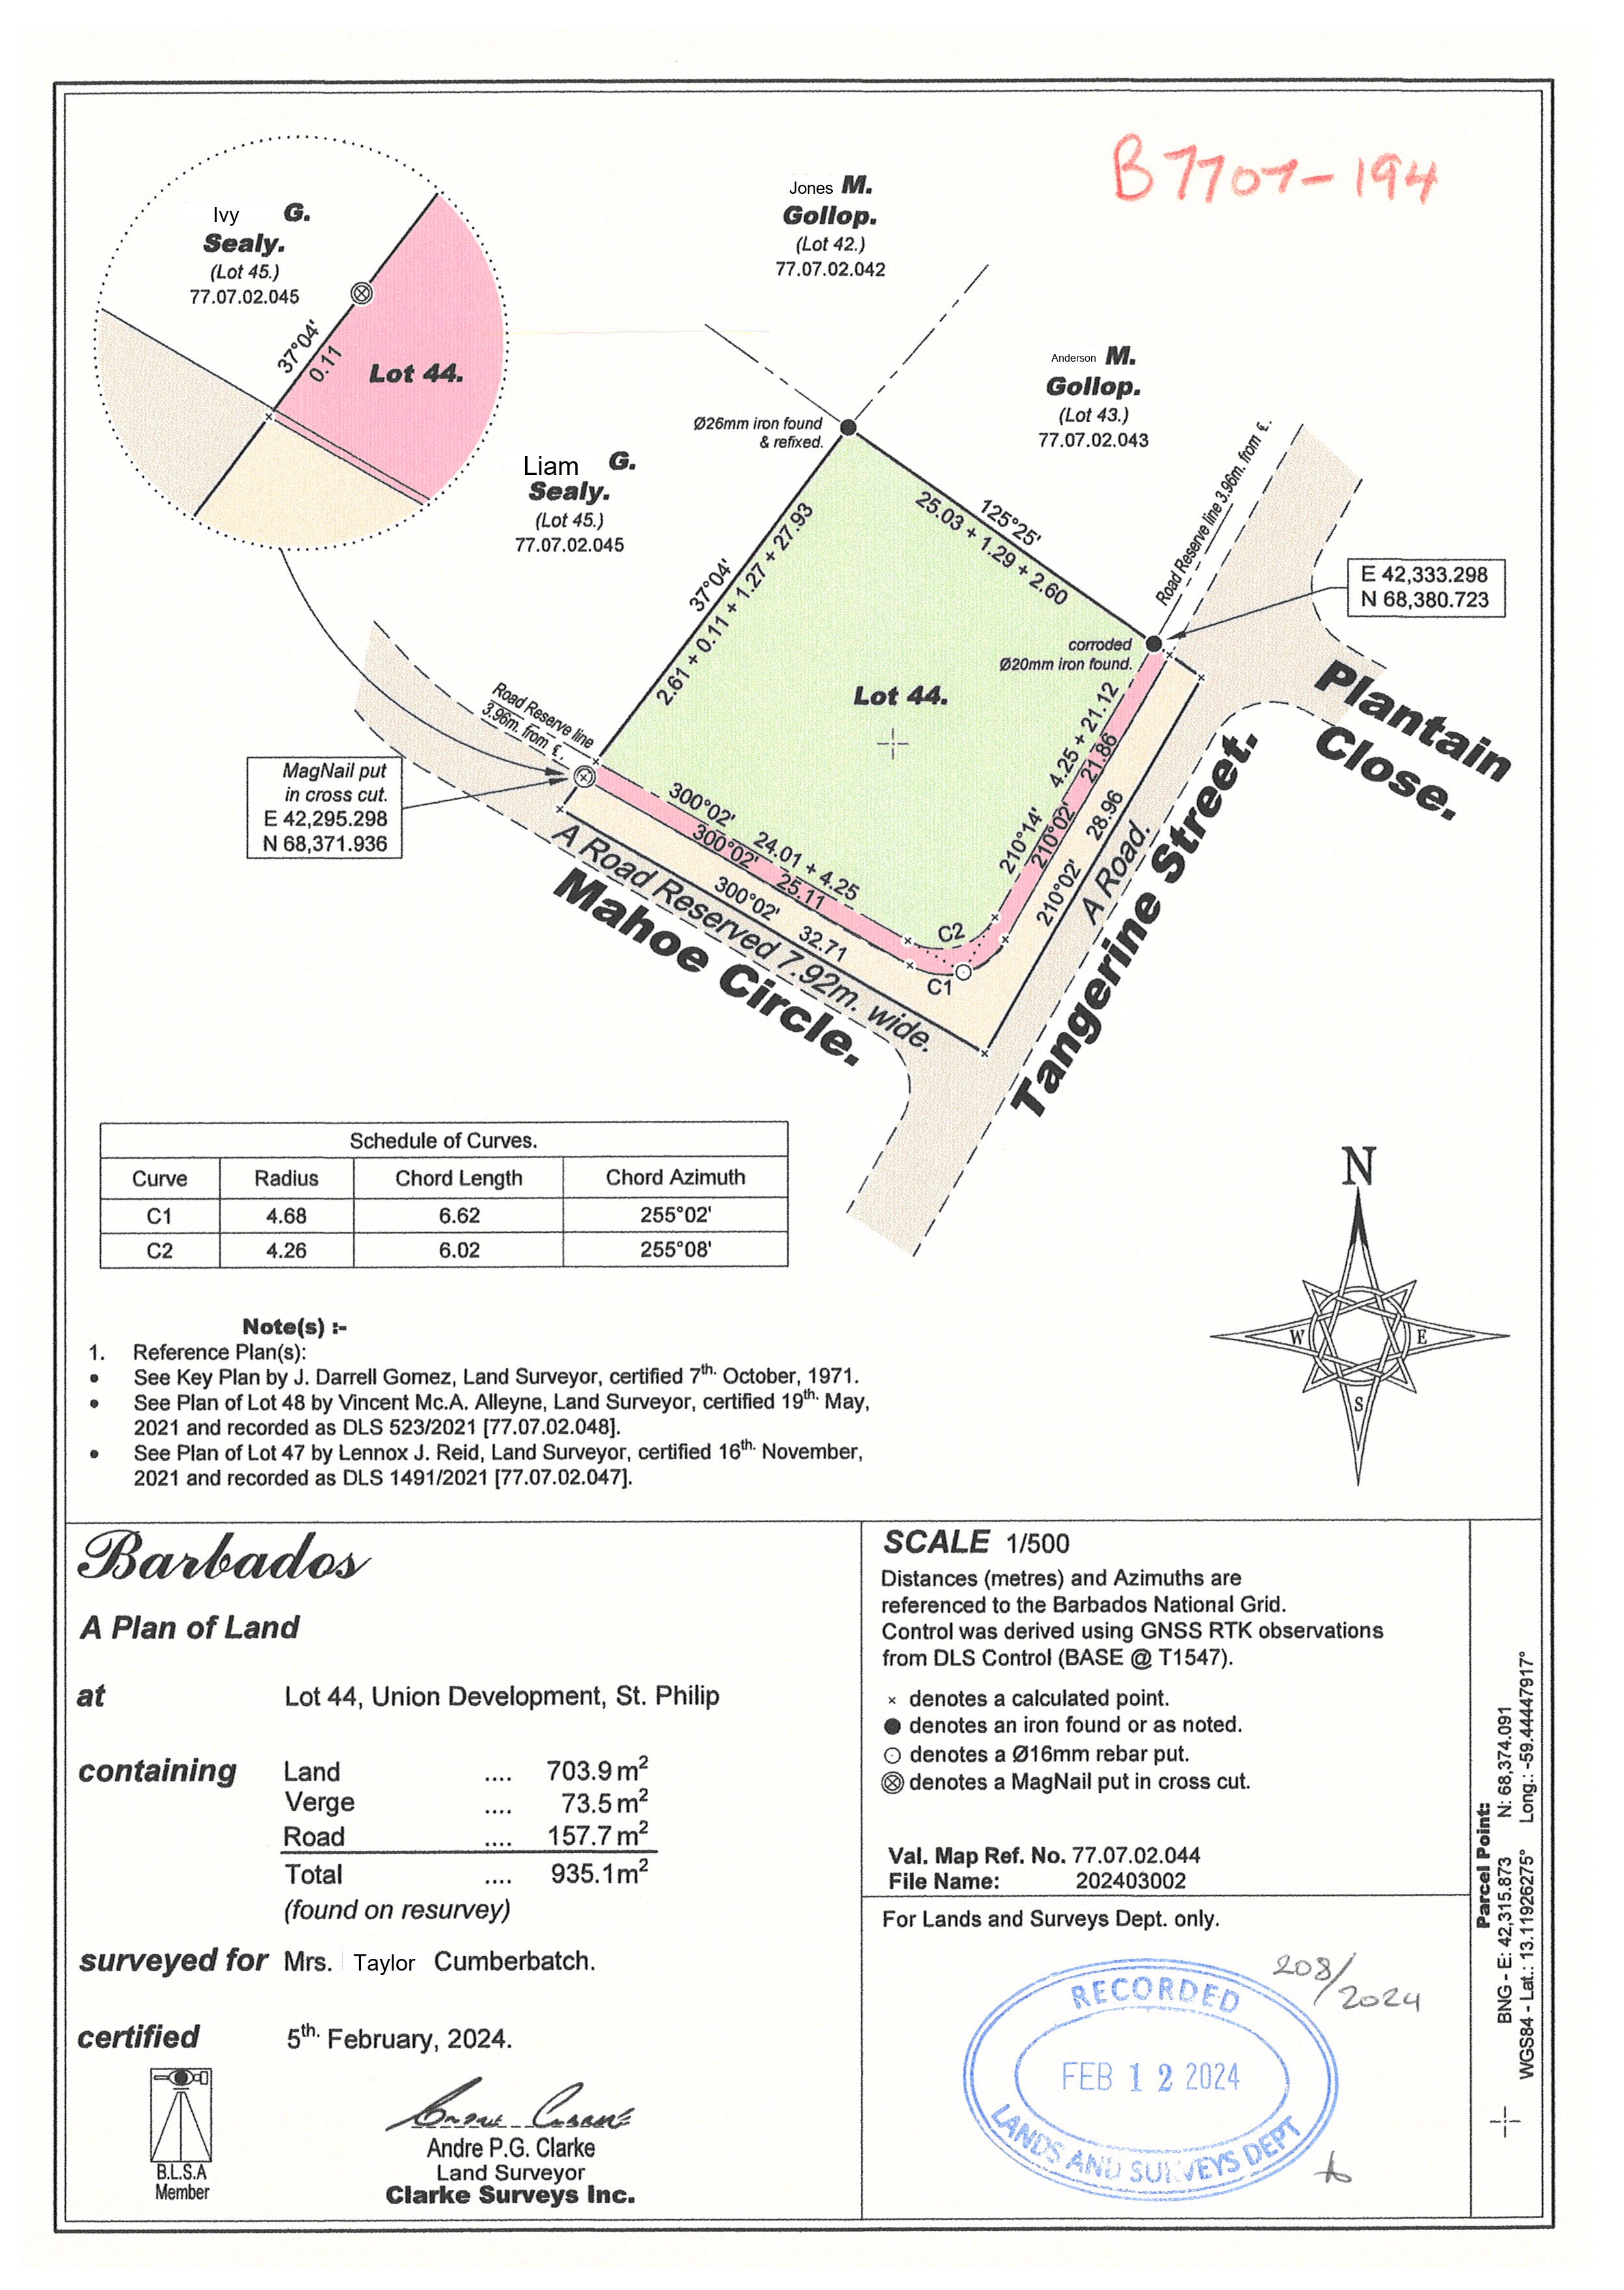 B7707-194
Jones M.
Gollop.
(Lot 42.)
77.07.02.042
Ivy G.
Sealy.
(Lot 45.)
77.07.02.045
37°04'
0.11
Lot 44.
Anderson M.
Gollop.
(Lot 43.)
77.07.02.043
Ø26mm iron found
& refixed.
Liam G.
Sealy.
(Lot 45.)
77.07.02.045
37°04'
2.61 + 0.11 + 1.27 + 27.93
125°25'
25.03 + 1.29 + 2.60
Road Reserve line 3.96m. from ℄.
E 42,333.298
N 68,380.723
corroded
Ø20mm iron found.
Lot 44.
Plantain
Close.
Road Reserve line
3.96m. from ℄.
MagNail put
in cross cut.
E 42,295.298
N 68,371.936
300°02' 24.01 + 4.25
300°02' 25.11
300°02' 32.71
210°14' 4.25 + 21.12
210°02' 21.86
210°02' 28.96
C2
C1
A Road Reserved 7.92m. wide.
Mahoe Circle.
A Road.
Tangerine Street.
Schedule of Curves.
Curve Radius Chord Length Chord Azimuth
C1 4.68 6.62 255°02'
C2 4.26 6.02 255°08'
N
W E
S
Note(s) :-
1. Reference Plan(s):
• See Key Plan by J. Darrell Gomez, Land Surveyor, certified 7th. October, 1971.
• See Plan of Lot 48 by Vincent Mc.A. Alleyne, Land Surveyor, certified 19th. May,
2021 and recorded as DLS 523/2021 [77.07.02.048].
• See Plan of Lot 47 by Lennox J. Reid, Land Surveyor, certified 16th. November,
2021 and recorded as DLS 1491/2021 [77.07.02.047].
Barbados
A Plan of Land
at Lot 44, Union Development, St. Philip
containing Land .... 703.9 m²
Verge .... 73.5 m²
Road .... 157.7 m²
Total .... 935.1 m²
(found on resurvey)
surveyed for Mrs. Taylor Cumberbatch.
certified 5th. February, 2024.
B.L.S.A
Member
Andre P.G. Clarke
Land Surveyor
Clarke Surveys Inc.
SCALE 1/500
Distances (metres) and Azimuths are
referenced to the Barbados National Grid.
Control was derived using GNSS RTK observations
from DLS Control (BASE @ T1547).
× denotes a calculated point.
● denotes an iron found or as noted.
○ denotes a Ø16mm rebar put.
⊗ denotes a MagNail put in cross cut.
Val. Map Ref. No. 77.07.02.044
File Name: 202403002
For Lands and Surveys Dept. only.
208/2024
RECORDED
FEB 12 2024
LANDS AND SURVEYS DEPT
Parcel Point:
BNG - E: 42,315.873 N: 68,374.091
WGS84 - Lat.: 13.11926275° Long.: -59.44447917°